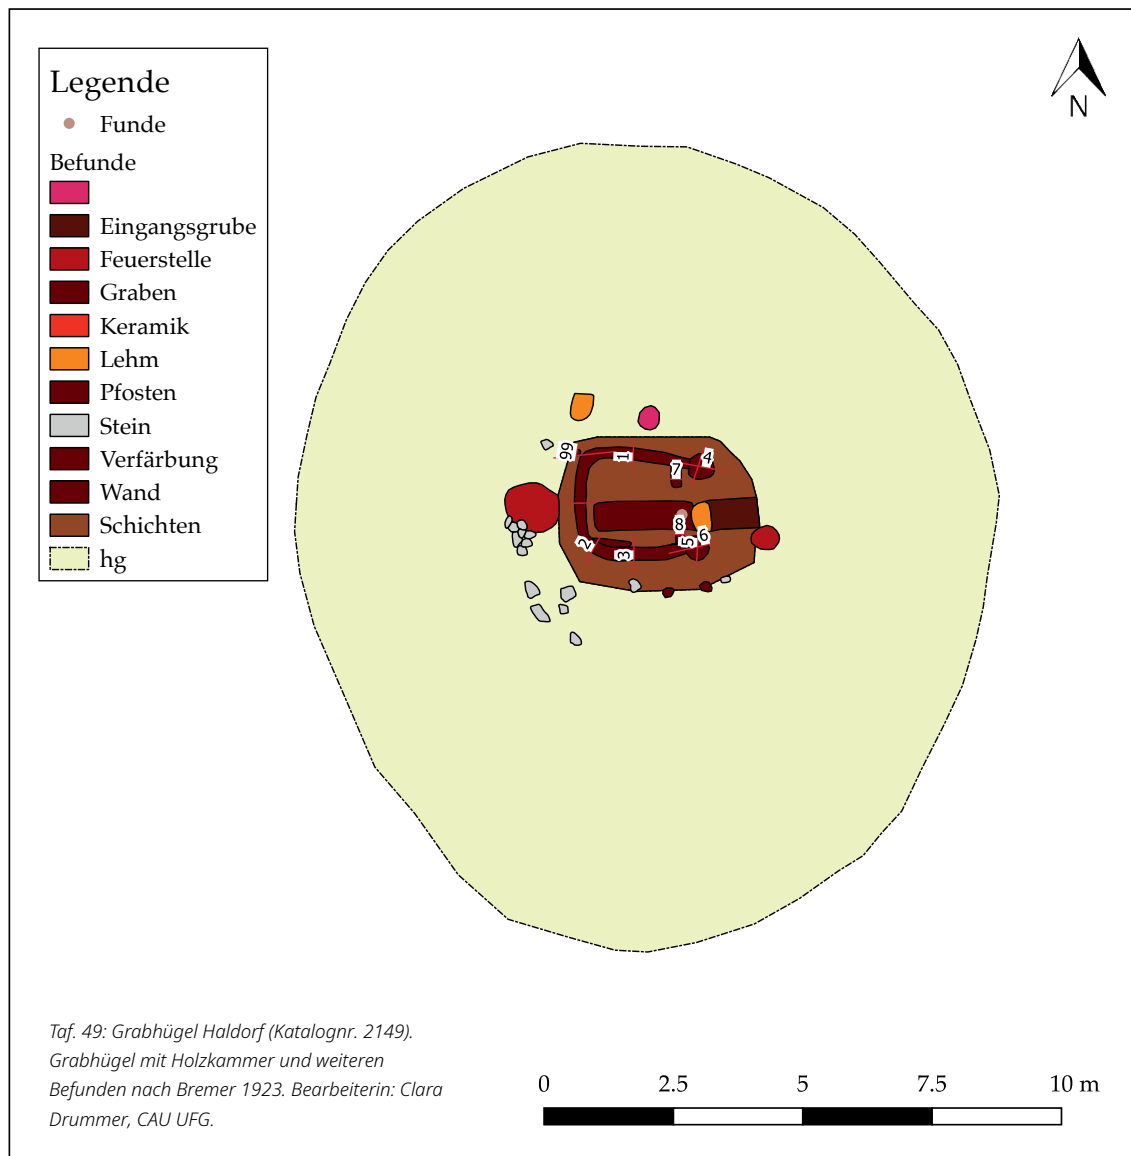 Legende
Funde
Befunde
Eingangsgrube
Feuerstelle
Graben
Keramik
Lehm
Pfosten
Stein
Verfärbung
Wand
Schichten
hg
N
99
1
4
7
8
6
5
2
3
Taf. 49: Grabhügel Haldorf (Katalognr. 2149).
Grabhügel mit Holzkammer und weiteren
Befunden nach Bremer 1923. Bearbeiterin: Clara
Drummer, CAU UFG.
0 2.5 5 7.5 10 m